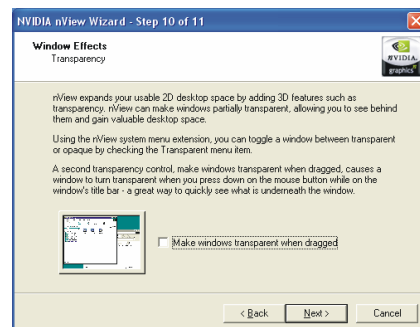 NVIDIA nView Wizard - Step 10 of 11
Window Effects
Transparency
NVIDIA
graphics
nView expands your usable 2D desktop space by adding 3D features such as
transparency. nView can make windows partially transparent, allowing you to see behind
them and gain valuable desktop space.
Using the nView system menu extension, you can toggle a window between transparent
or opaque by checking the Transparent menu item.
A second transparency control, make windows transparent when dragged, causes a
window to turn transparent when you press down on the mouse button while on the
window's title bar - a great way to quickly see what is underneath the window.
Make windows transparent when dragged
< Back
Next >
Cancel